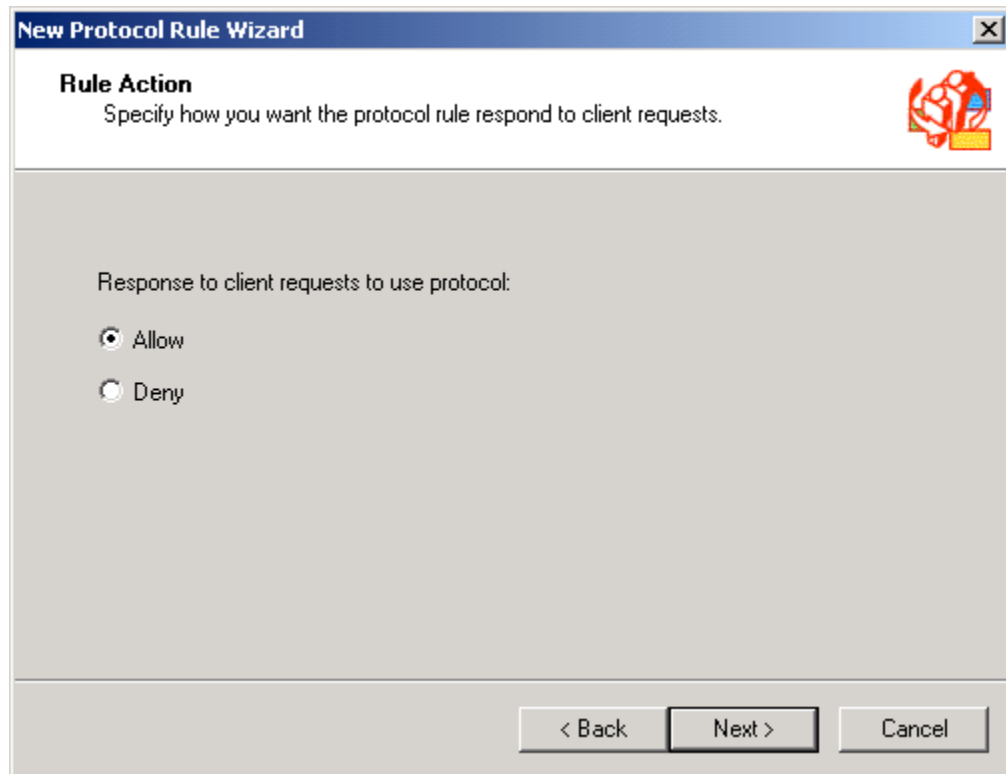 New Protocol Rule Wizard
Rule Action
Specify how you want the protocol rule respond to client requests.
Response to client requests to use protocol:
Allow
Deny
< Back Next > Cancel